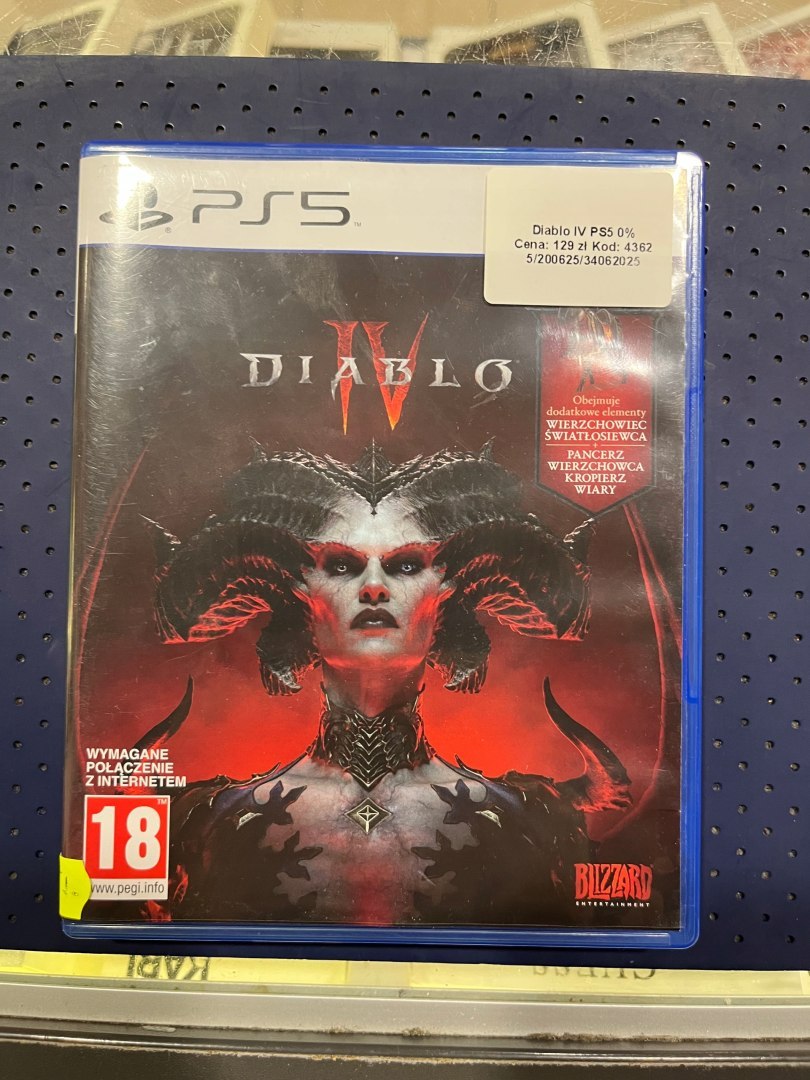 PS5
Diablo IV PS5 0%
Cena: 129 zł Kod: 4362
5/200625/34062025
DIABLO
IV
Obejmuje
dodatkowe elementy
WIERZCHOWIEC
ŚWIATŁOSIEWCA
PANCERZ
WIERZCHOWCA
KROPIERZ
WIARY
WYMAGANE
POŁĄCZENIE
Z INTERNETEM
18
www.pegi.info
BLIZZARD
ENTERTAINMENT